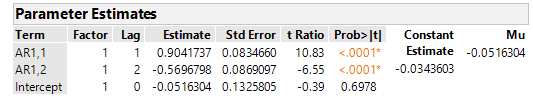 Parameter Estimates
Term Factor Lag Estimate Std Error t Ratio Prob>|t| Constant Estimate Mu
AR1,1 1 1 0.9041737 0.0834660 10.83 <.0001* -0.0343603 -0.0516304
AR1,2 1 2 -0.5696798 0.0869097 -6.55 <.0001*
Intercept 1 0 -0.0516304 0.1325805 -0.39 0.6978